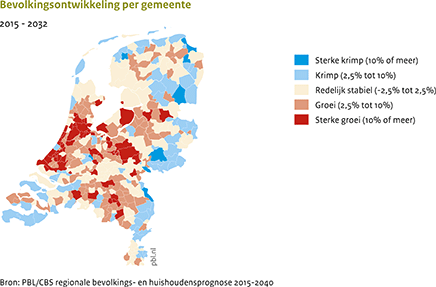 Bevolkingsontwikkeling per gemeente
2015 - 2032
Sterke krimp (10% of meer)
Krimp (2,5% tot 10%)
Redelijk stabiel (-2,5% tot 2,5%)
Groei (2,5% tot 10%)
Sterke groei (10% of meer)
pbl.nl
Bron: PBL/CBS regionale bevolkings- en huishoudensprognose 2015-2040